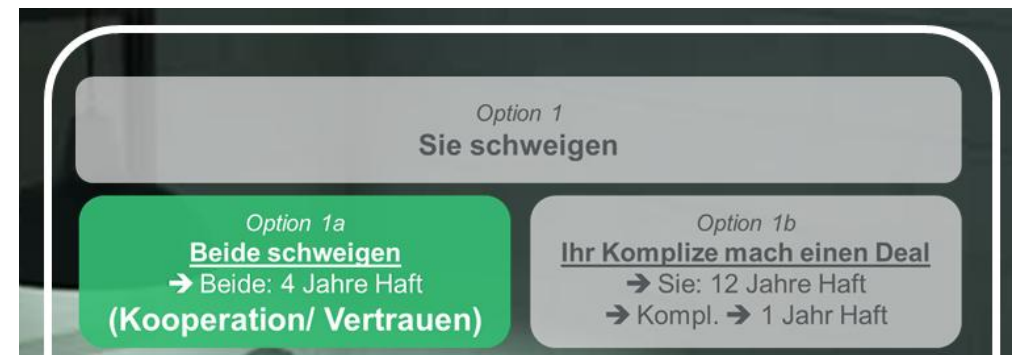 Option 1
Sie schweigen
Option 1a
Beide schweigen
➔ Beide: 4 Jahre Haft
(Kooperation/ Vertrauen)
Option 1b
Ihr Komplize mach einen Deal
➔ Sie: 12 Jahre Haft
➔ Kompl. ➔ 1 Jahr Haft